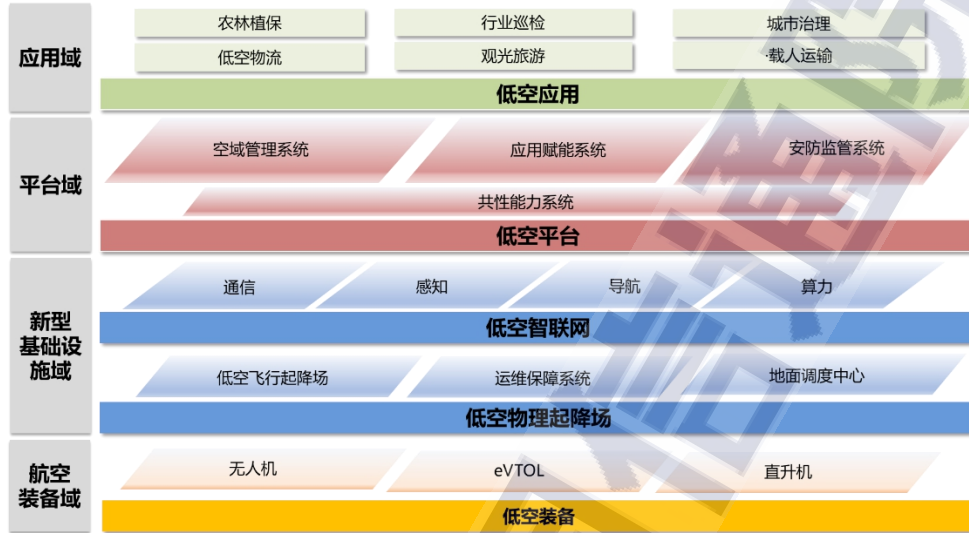 应用域
农林植保
行业巡检
城市治理
低空物流
观光旅游
·载人运输
低空应用
平台域
空域管理系统
应用赋能系统
安防监管系统
共性能力系统
低空平台
新型
基础设
施域
通信
感知
导航
算力
低空智联网
低空飞行起降场
运维保障系统
地面调度中心
低空物理起降场
航空
装备域
无人机
eVTOL
直升机
低空装备